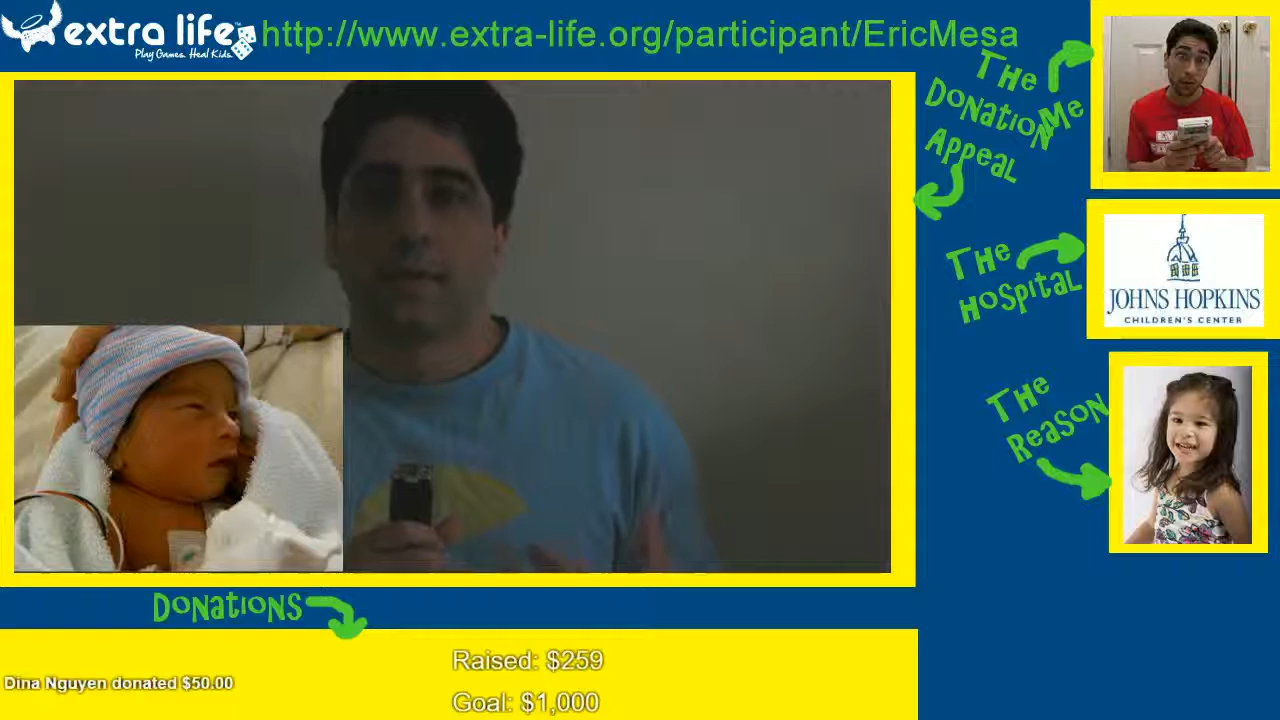 extra life
Play Games. Heal Kids.
http://www.extra-life.org/participant/EricMesa
The
Donation
Appeal
Me
The
Hospital
JOHNS HOPKINS
CHILDREN'S CENTER
The
Reason
Donations
Raised: $259
Dina Nguyen donated $50.00
Goal: $1,000